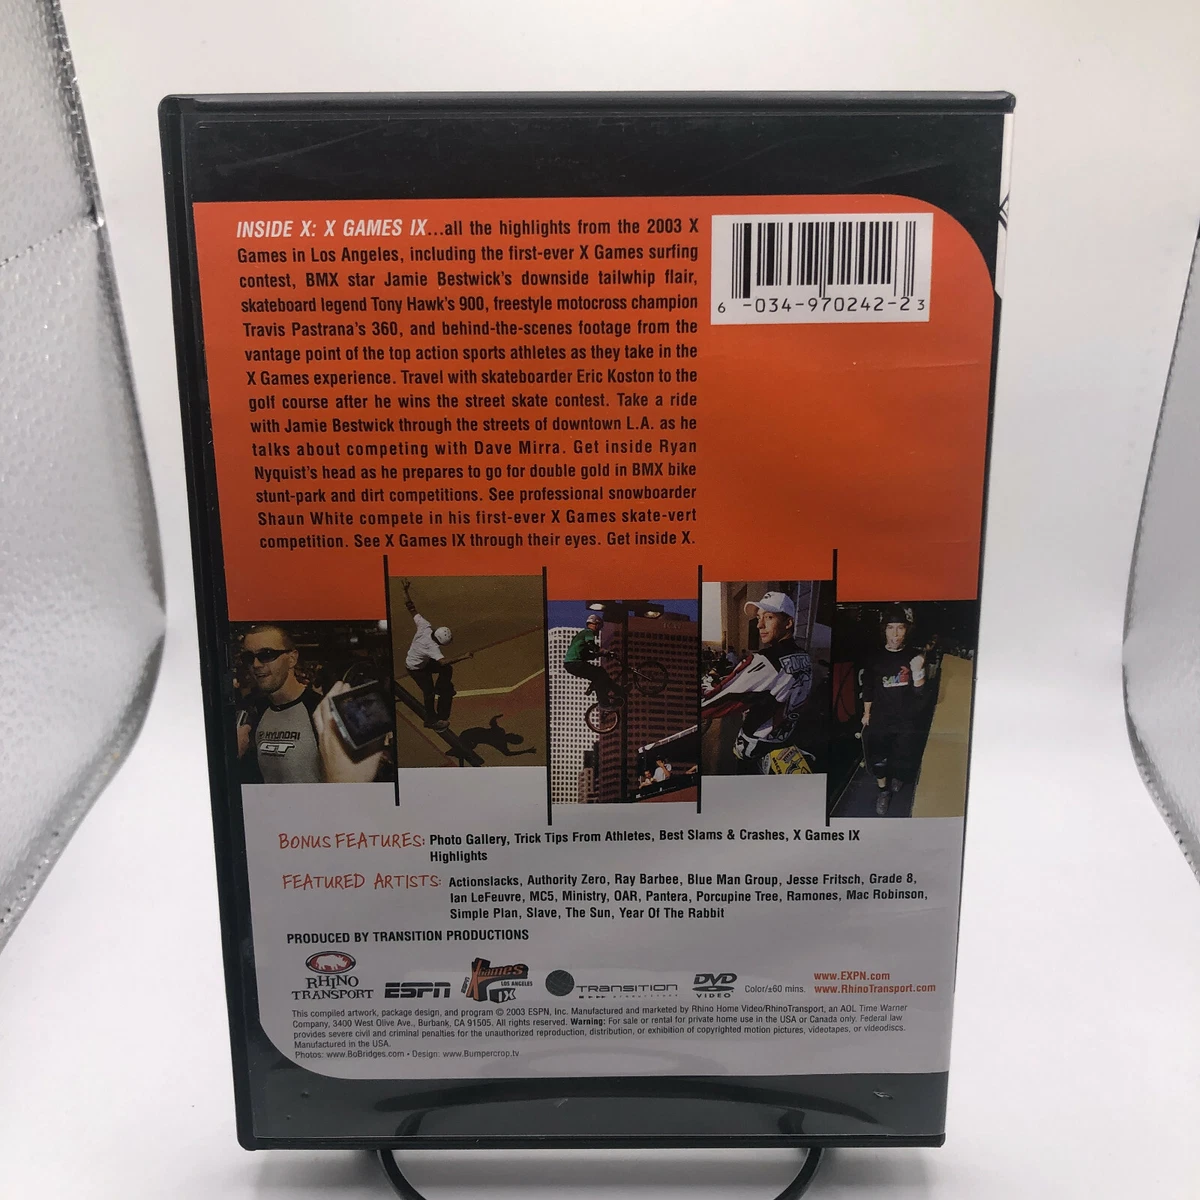 INSIDE X: X GAMES IX...all the highlights from the 2003 X
Games in Los Angeles, including the first-ever X Games surfing
contest, BMX star Jamie Bestwick's downside tailwhip flair,
skateboard legend Tony Hawk's 900, freestyle motocross champion
Travis Pastrana's 360, and behind-the-scenes footage from the
vantage point of the top action sports athletes as they take in the
X Games experience. Travel with skateboarder Eric Koston to the
golf course after he wins the street skate contest. Take a ride
with Jamie Bestwick through the streets of downtown L.A. as he
talks about competing with Dave Mirra. Get inside Ryan
Nyquist's head as he prepares to go for double gold in BMX bike
stunt-park and dirt competitions. See professional snowboarder
Shaun White compete in his first-ever X Games skate-vert
competition. See X Games IX through their eyes. Get inside X.
6 -034-970242-2 3
HYUNDAI
GT
BONUS FEATURES: Photo Gallery, Trick Tips From Athletes, Best Slams & Crashes, X Games IX
Highlights
FEATURED ARTISTS: Actionslacks, Authority Zero, Ray Barbee, Blue Man Group, Jesse Fritsch, Grade 8,
Ian LeFeuvre, MC5, Ministry, OAR, Pantera, Porcupine Tree, Ramones, Mac Robinson,
Simple Plan, Slave, The Sun, Year Of The Rabbit
PRODUCED BY TRANSITION PRODUCTIONS
RHINO
TRANSPORT
ESPN
ESPN
X Games
LOS ANGELES
IX
TRANSITION
PRODUCTIONS
DVD
VIDEO
Color/±60 mins.
www.EXPN.com
www.RhinoTransport.com
This compiled artwork, package design, and program © 2003 ESPN, Inc. Manufactured and marketed by Rhino Home Video/RhinoTransport, an AOL Time Warner
Company, 3400 West Olive Ave., Burbank, CA 91505. All rights reserved. Warning: For sale or rental for private home use in the USA or Canada only. Federal law
provides severe civil and criminal penalties for the unauthorized reproduction, distribution, or exhibition of copyrighted motion pictures, videotapes, or videodiscs.
Manufactured in the USA.
Photos: www.BoBridges.com • Design: www.Bumpercrop.tv